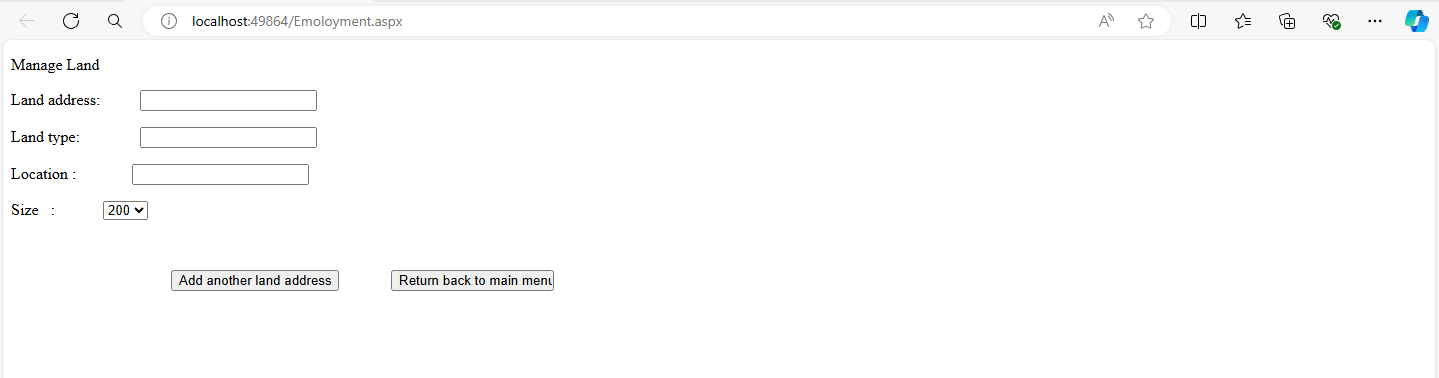 localhost:49864/Emoloyment.aspx
Manage Land
Land address:
Land type:
Location :
Size :
200
Add another land address
Return back to main menu